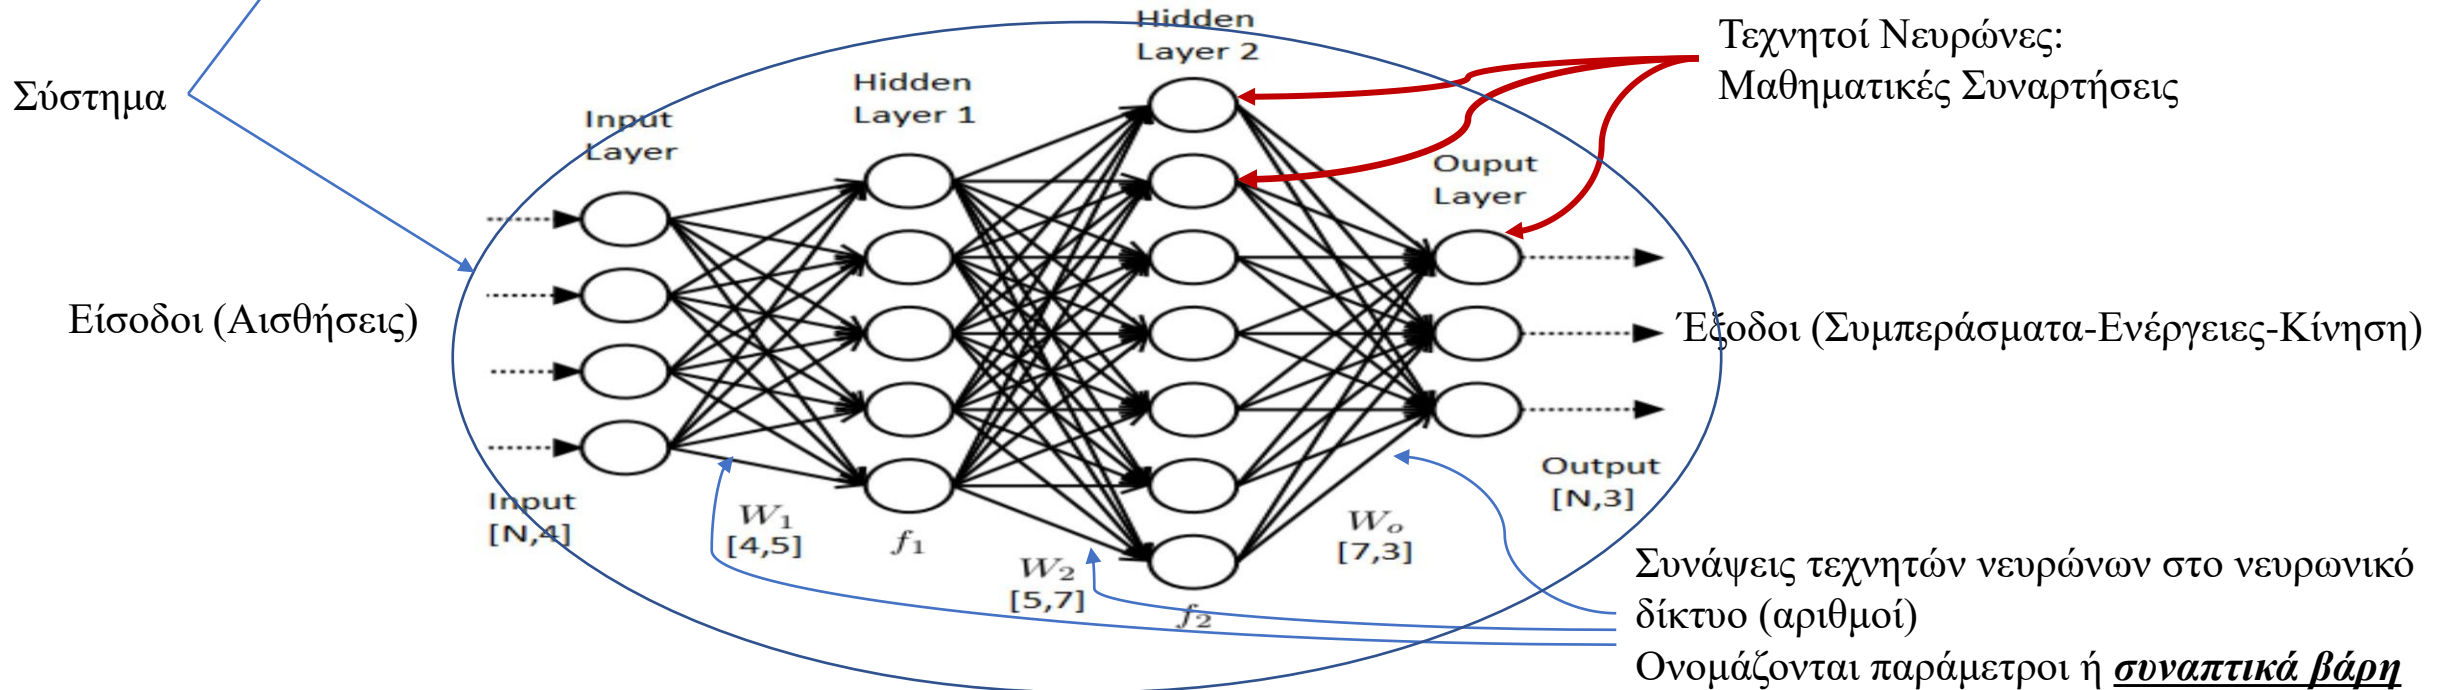 Σύστημα
Είσοδοι (Αισθήσεις)
Input
Layer
Input
[N,4]
Hidden
Layer 1
W₁
[4,5]
f₁
Hidden
Layer 2
W₂
[5,7]
f₂
Ouput
Layer
Wₒ
[7,3]
Output
[N,3]
Τεχνητοί Νευρώνες:
Μαθηματικές Συναρτήσεις
Έξοδοι (Συμπεράσματα-Ενέργειες-Κίνηση)
Συνάψεις τεχνητών νευρώνων στο νευρωνικό
δίκτυο (αριθμοί)
Ονομάζονται παράμετροι ή συναπτικά βάρη